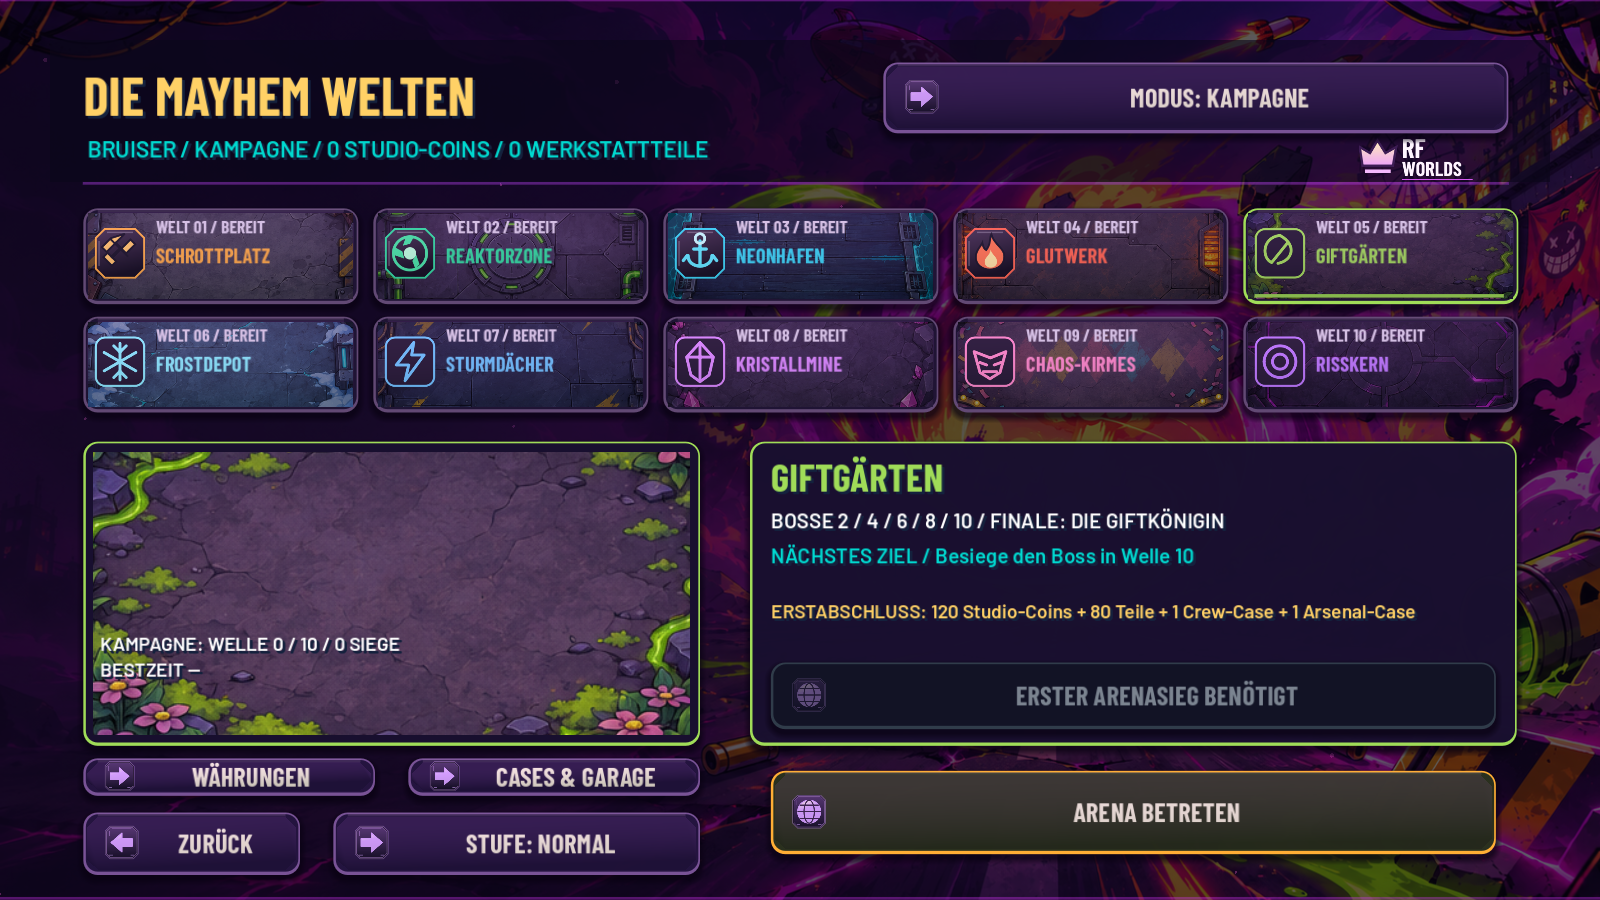 DIE MAYHEM WELTEN
MODUS: KAMPAGNE
BRUISER / KAMPAGNE / 0 STUDIO-COINS / 0 WERKSTATTTEILE
RF
WORLDS
WELT 01 / BEREIT
SCHROTTPLATZ
WELT 02 / BEREIT
REAKTORZONE
WELT 03 / BEREIT
NEONHAFEN
WELT 04 / BEREIT
GLUTWERK
WELT 05 / BEREIT
GIFTGÄRTEN
WELT 06 / BEREIT
FROSTDEPOT
WELT 07 / BEREIT
STURMDÄCHER
WELT 08 / BEREIT
KRISTALLMINE
WELT 09 / BEREIT
CHAOS-KIRMES
WELT 10 / BEREIT
RISSKERN
KAMPAGNE: WELLE 0 / 10 / 0 SIEGE
BESTZEIT —
GIFTGÄRTEN
BOSSE 2 / 4 / 6 / 8 / 10 / FINALE: DIE GIFTKÖNIGIN
NÄCHSTES ZIEL / Besiege den Boss in Welle 10
ERSTABSCHLUSS: 120 Studio-Coins + 80 Teile + 1 Crew-Case + 1 Arsenal-Case
ERSTER ARENASIEG BENÖTIGT
WÄHRUNGEN
CASES & GARAGE
ZURÜCK
STUFE: NORMAL
ARENA BETRETEN